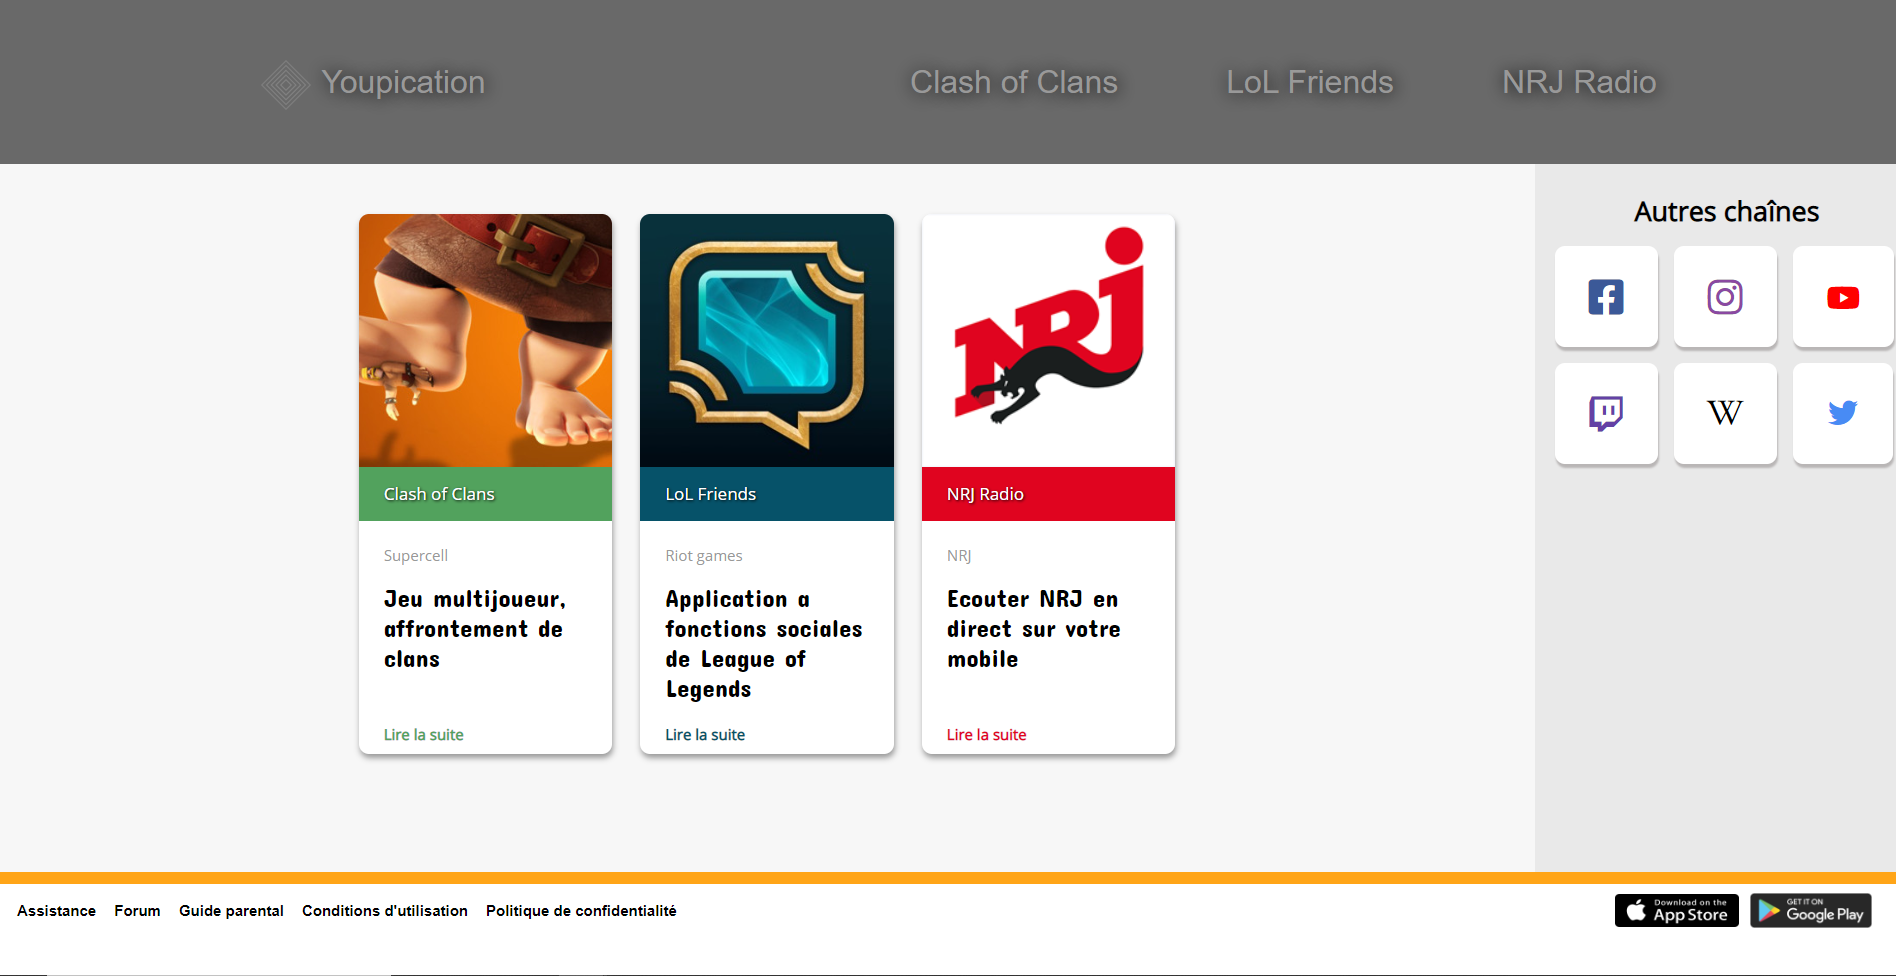 Youpication
Clash of Clans
LoL Friends
NRJ Radio
Autres chaînes
NRJ
W
Clash of Clans
LoL Friends
NRJ Radio
Supercell
Riot games
NRJ
Jeu multijoueur,
affrontement de
clans
Application a
fonctions sociales
de League of
Legends
Ecouter NRJ en
direct sur votre
mobile
Lire la suite
Lire la suite
Lire la suite
Assistance
Forum
Guide parental
Conditions d'utilisation
Politique de confidentialité
Download on the
App Store
GET IT ON
Google Play